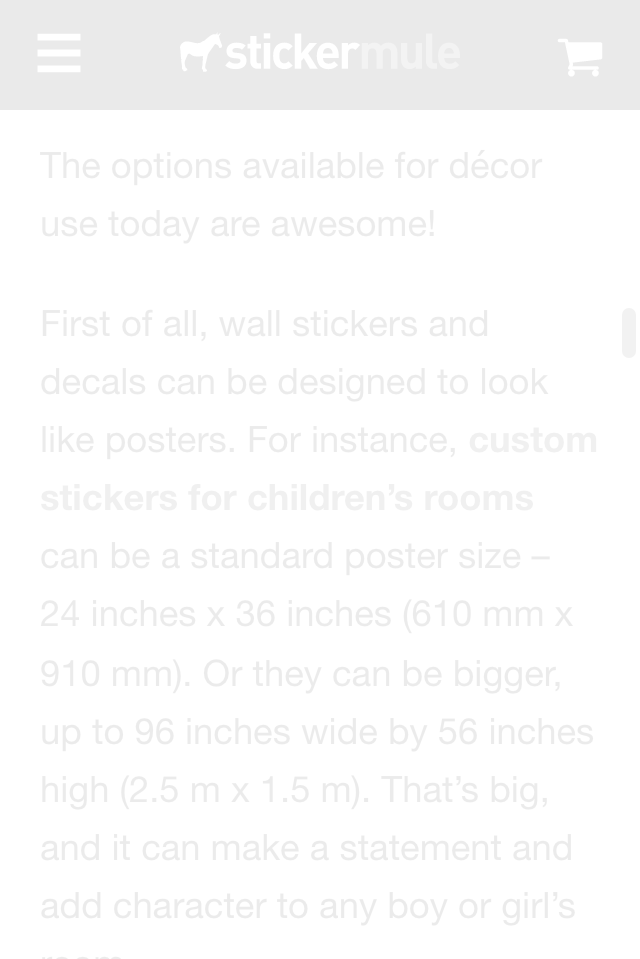 stickermule
The options available for décor
use today are awesome!
First of all, wall stickers and
decals can be designed to look
like posters. For instance, custom
stickers for children’s rooms
can be a standard poster size –
24 inches x 36 inches (610 mm x
910 mm). Or they can be bigger,
up to 96 inches wide by 56 inches
high (2.5 m x 1.5 m). That’s big,
and it can make a statement and
add character to any boy or girl’s